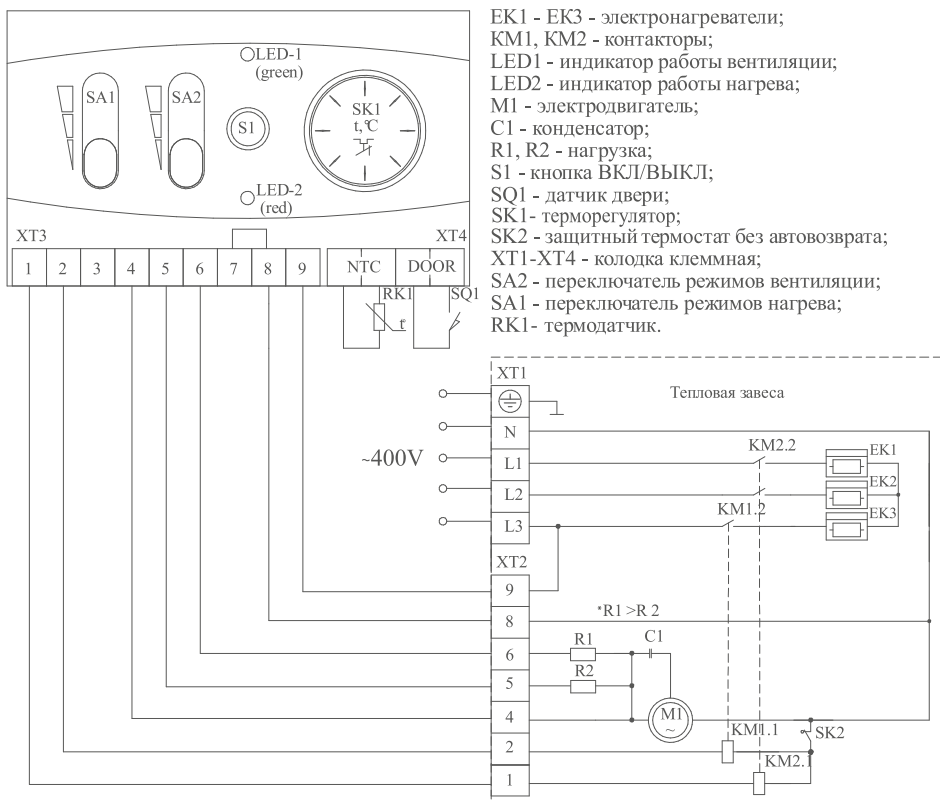 LED-1
(green)
SA1
SA2
S1
SK1
t,°C
LED-2
(red)
XT3
XT4
1 2 3 4 5 6 7 8 9
NTC DOOR
RK1
t°
SQ1
EK1 - ЕК3 - электронагреватели;
КМ1, КМ2 - контакторы;
LED1 - индикатор работы вентиляции;
LED2 - индикатор работы нагрева;
М1 - электродвигатель;
С1 - конденсатор;
R1, R2 - нагрузка;
S1 - кнопка ВКЛ/ВЫКЛ;
SQ1 - датчик двери;
SK1- терморегулятор;
SK2 - защитный термостат без автовозврата;
XT1-XT4 - колодка клеммная;
SA2 - переключатель режимов вентиляции;
SA1 - переключатель режимов нагрева;
RK1- термодатчик.
XT1
Тепловая завеса
N
~400V
L1
L2
L3
KM2.2
EK1
EK2
KM1.2
EK3
XT2
9
8
*R1 >R 2
6
R1
C1
5
R2
4
M1
~
SK2
2
KM1.1
1
KM2.1